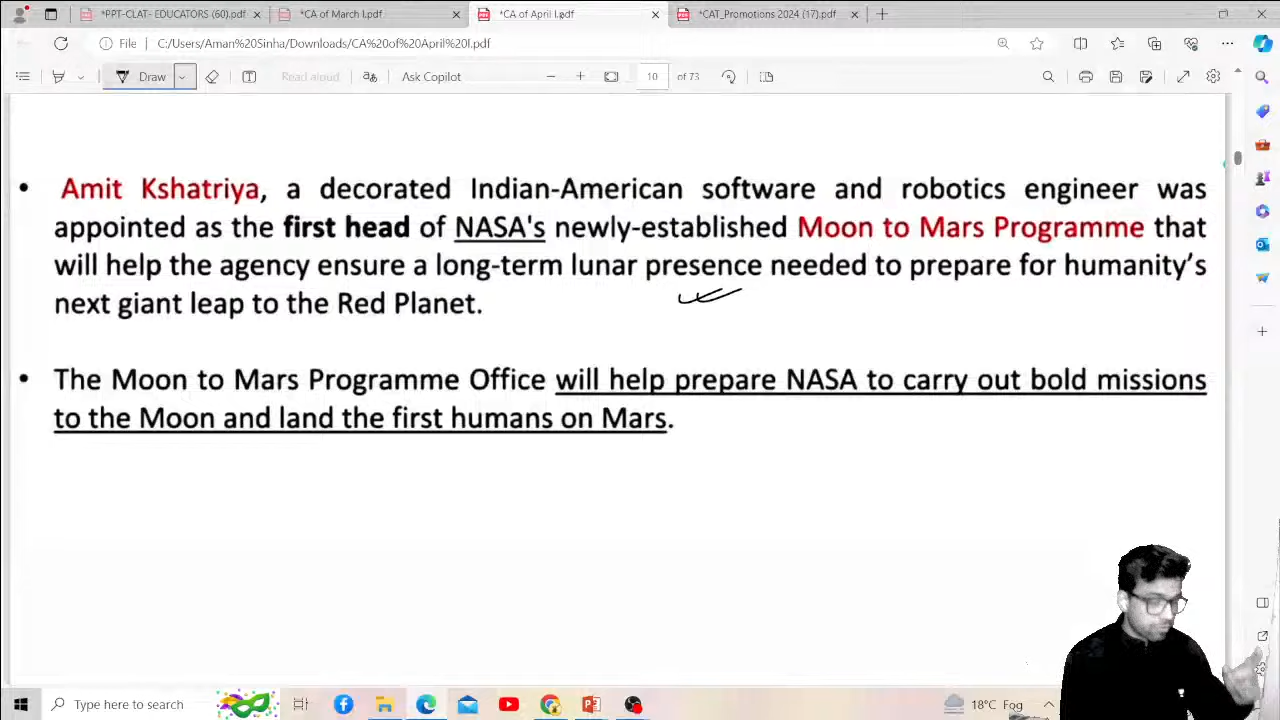 *PPT-CLAT- EDUCATORS (60).pdf
*CA of March I.pdf
*CA of April I.pdf
*CAT_Promotions 2024 (17).pdf
File
C:/Users/Aman%20Sinha/Downloads/CA%20of%20April%20I.pdf
Draw
Read aloud
Ask Copilot
10 of 73
• Amit Kshatriya, a decorated Indian-American software and robotics engineer was
appointed as the first head of NASA's newly-established Moon to Mars Programme that
will help the agency ensure a long-term lunar presence needed to prepare for humanity's
next giant leap to the Red Planet.
• The Moon to Mars Programme Office will help prepare NASA to carry out bold missions
to the Moon and land the first humans on Mars.
Type here to search
18°C Fog